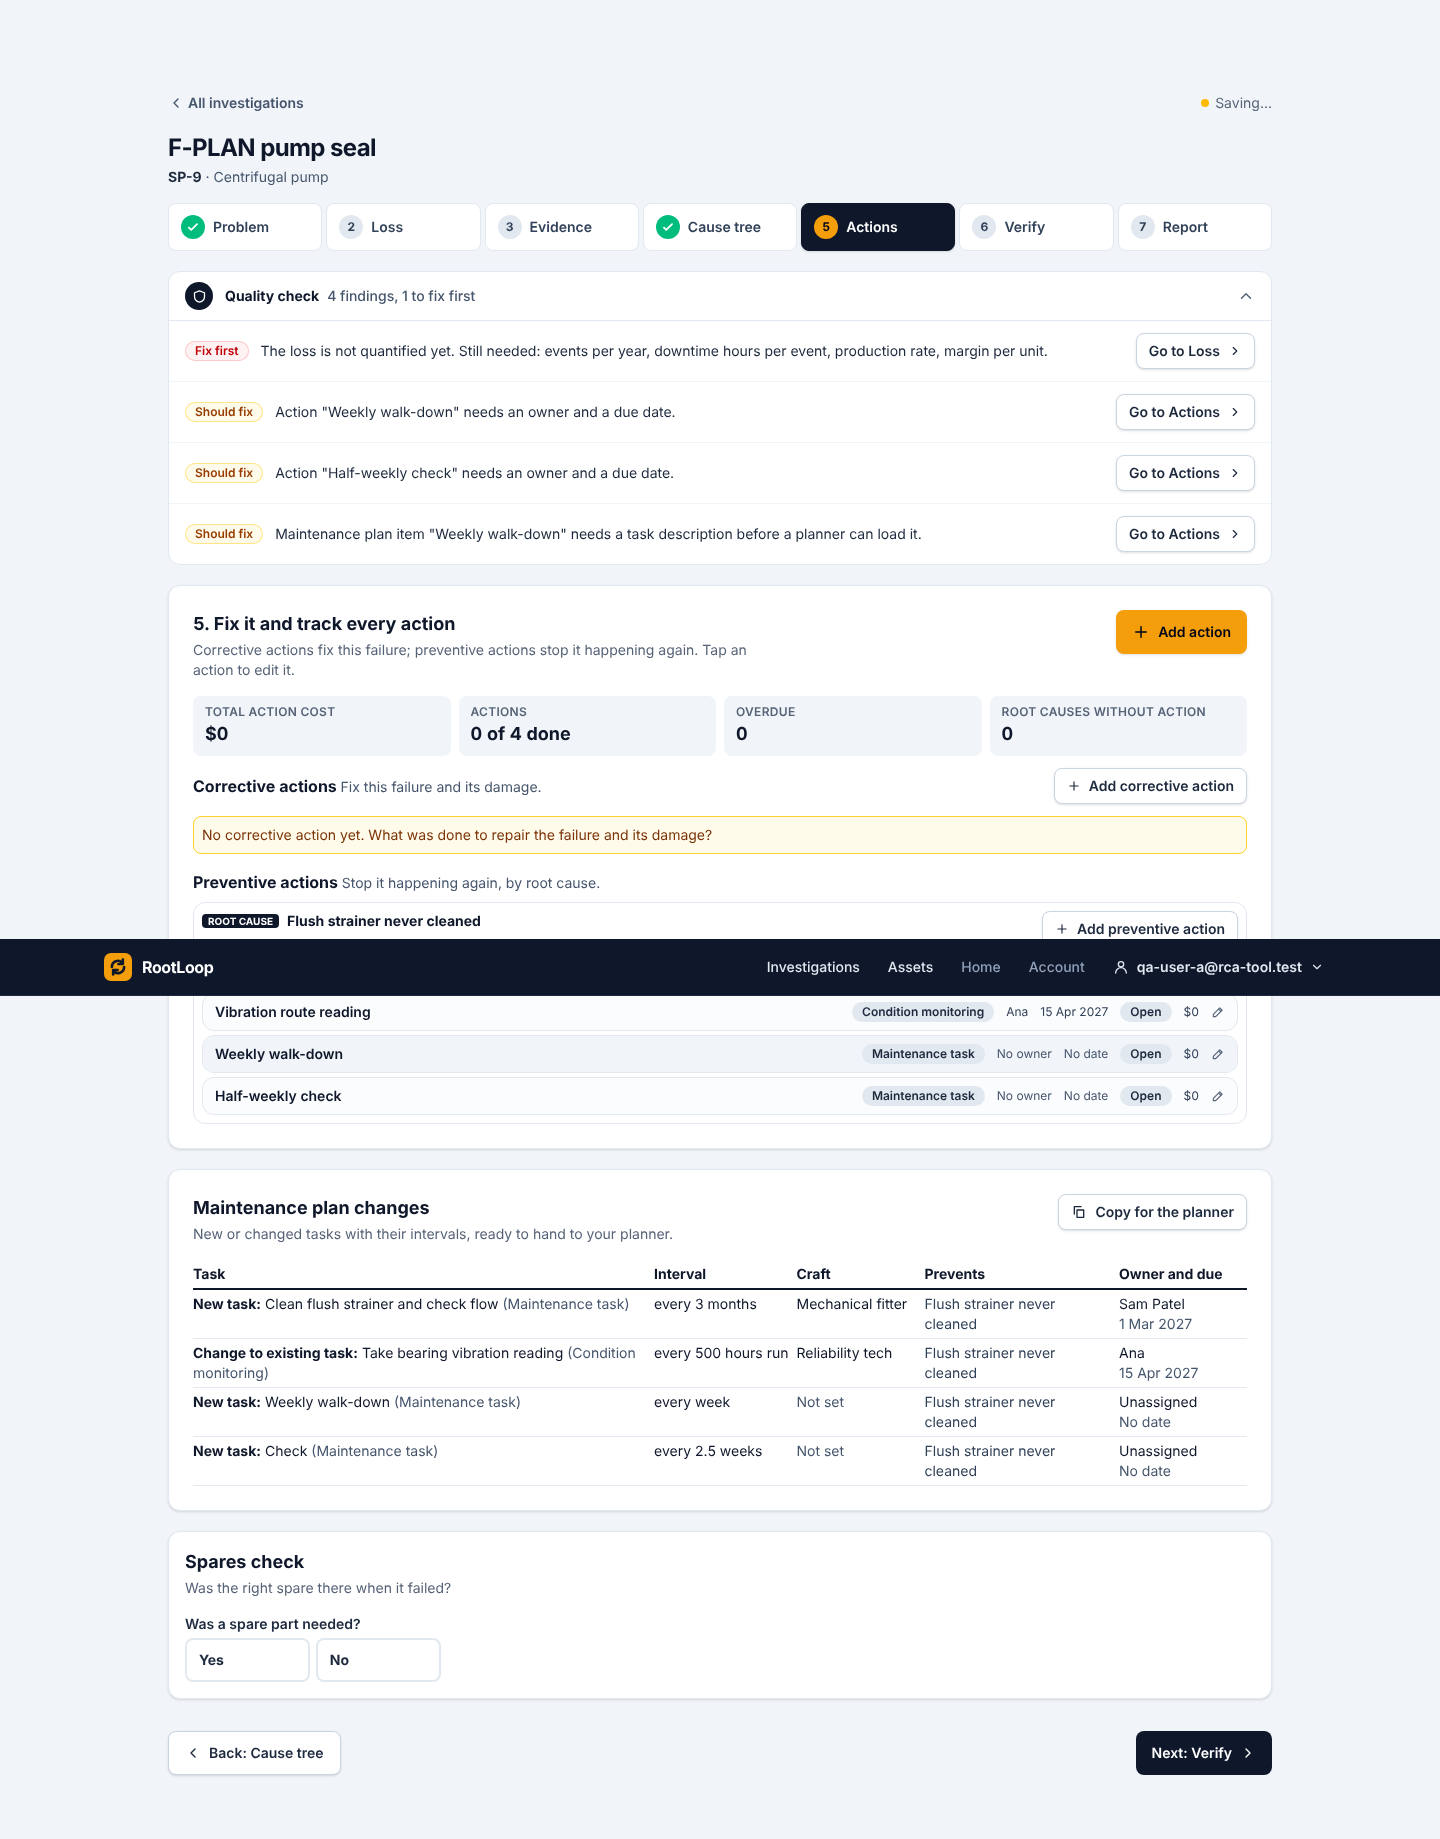 All investigations
Saving...
F-PLAN pump seal
SP-9 · Centrifugal pump
Problem
2 Loss
3 Evidence
Cause tree
5 Actions
6 Verify
7 Report
Quality check 4 findings, 1 to fix first
Fix first The loss is not quantified yet. Still needed: events per year, downtime hours per event, production rate, margin per unit. Go to Loss
Should fix Action "Weekly walk-down" needs an owner and a due date. Go to Actions
Should fix Action "Half-weekly check" needs an owner and a due date. Go to Actions
Should fix Maintenance plan item "Weekly walk-down" needs a task description before a planner can load it. Go to Actions
5. Fix it and track every action
Add action
Corrective actions fix this failure; preventive actions stop it happening again. Tap an
action to edit it.
TOTAL ACTION COST
$0
ACTIONS
0 of 4 done
OVERDUE
0
ROOT CAUSES WITHOUT ACTION
0
Corrective actions Fix this failure and its damage. Add corrective action
No corrective action yet. What was done to repair the failure and its damage?
Preventive actions Stop it happening again, by root cause.
ROOT CAUSE Flush strainer never cleaned Add preventive action
RootLoop Investigations Assets Home Account qa-user-a@rca-tool.test
Vibration route reading Condition monitoring Ana 15 Apr 2027 Open $0
Weekly walk-down Maintenance task No owner No date Open $0
Half-weekly check Maintenance task No owner No date Open $0
Maintenance plan changes
Copy for the planner
New or changed tasks with their intervals, ready to hand to your planner.
Task Interval Craft Prevents Owner and due
New task: Clean flush strainer and check flow (Maintenance task) every 3 months Mechanical fitter Flush strainer never Sam Patel
cleaned 1 Mar 2027
Change to existing task: Take bearing vibration reading (Condition every 500 hours run Reliability tech Flush strainer never Ana
monitoring) cleaned 15 Apr 2027
New task: Weekly walk-down (Maintenance task) every week Not set Flush strainer never Unassigned
cleaned No date
New task: Check (Maintenance task) every 2.5 weeks Not set Flush strainer never Unassigned
cleaned No date
Spares check
Was the right spare there when it failed?
Was a spare part needed?
Yes No
Back: Cause tree Next: Verify